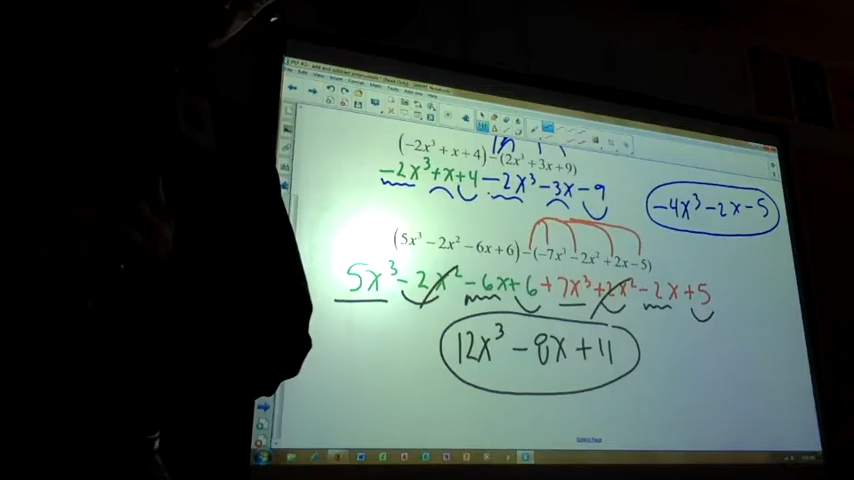 (-2x³ + x + 4) - (2x³ + 3x + 9)
-2x³ + x + 4 - 2x³ - 3x - 9
-4x³ - 2x - 5
(5x³ - 2x² - 6x + 6) - (-7x³ - 2x² + 2x - 5)
5x³ - 2x² - 6x + 6 + 7x³ + 2x² - 2x + 5
12x³ - 8x + 11